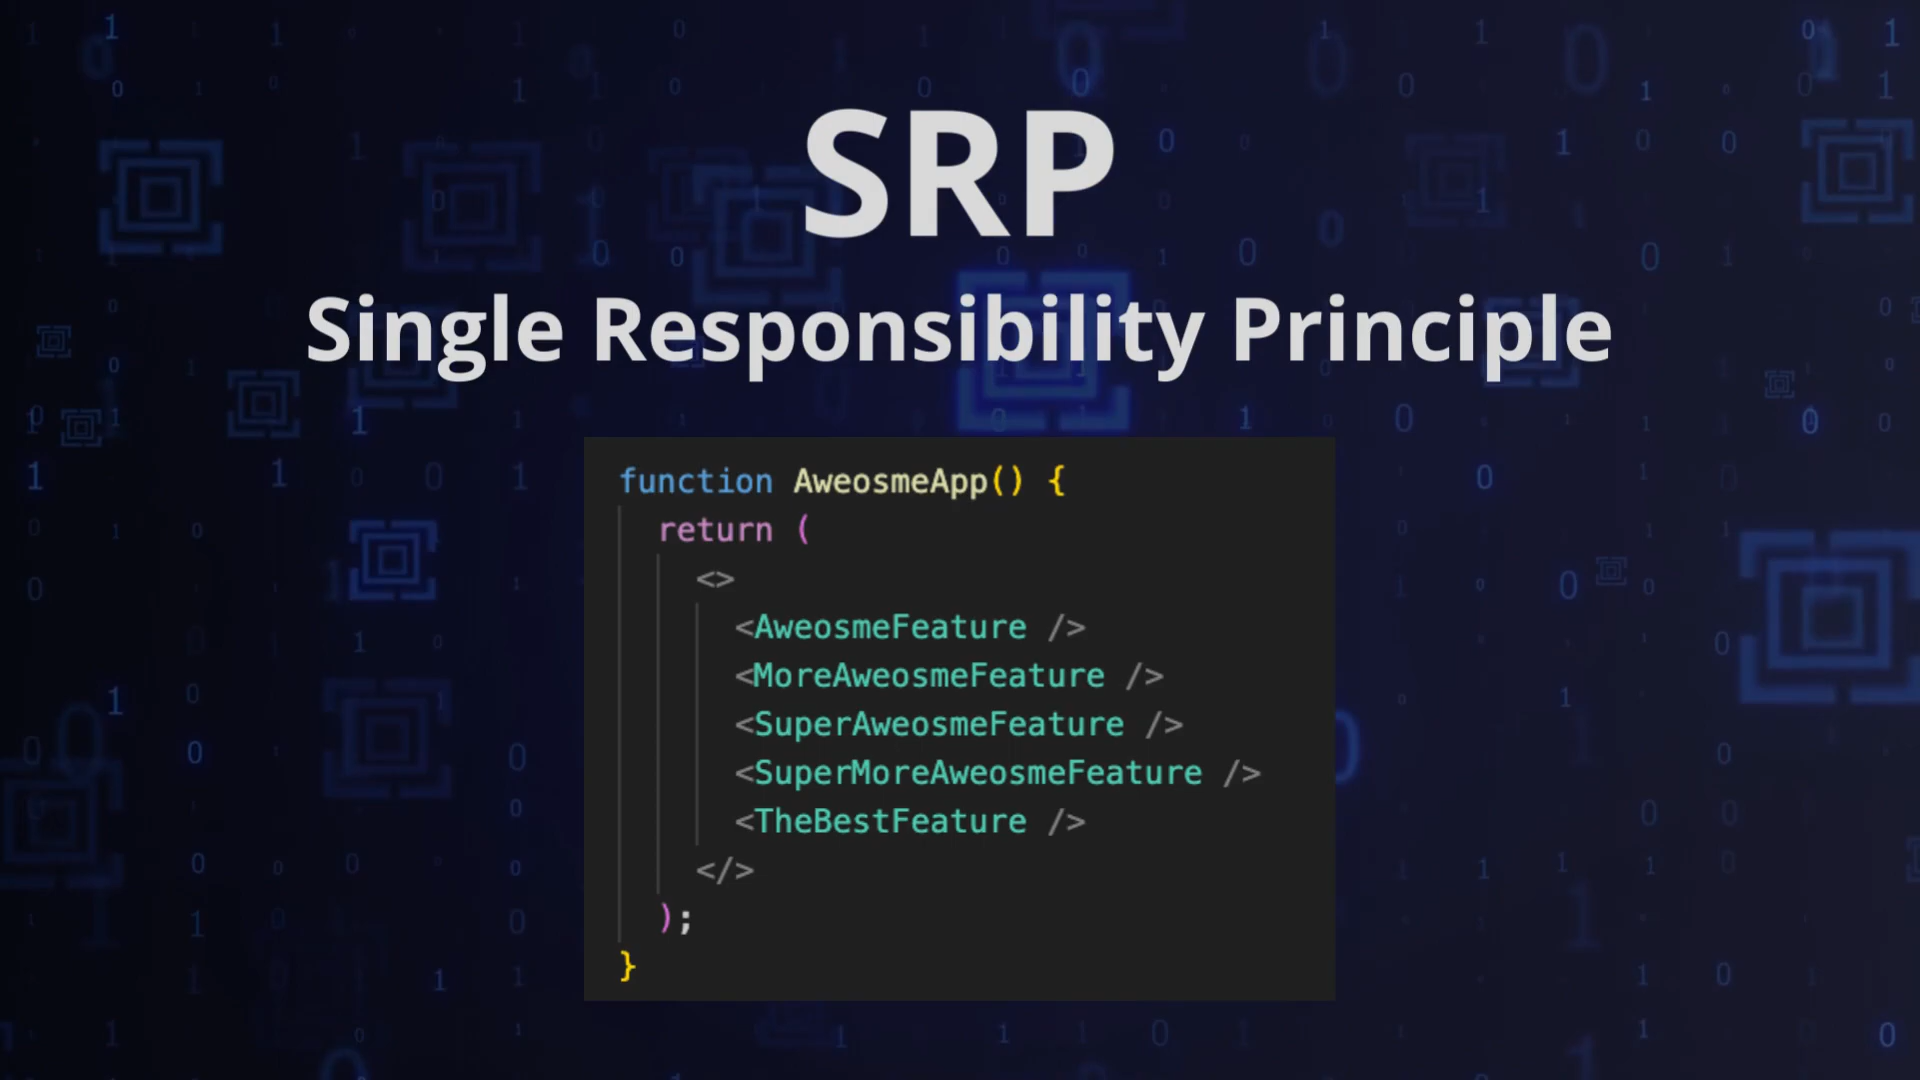 SRP
Single Responsibility Principle
function AweosmeApp() {
return (
<>
<AweosmeFeature />
<MoreAweosmeFeature />
<SuperAweosmeFeature />
<SuperMoreAweosmeFeature />
<TheBestFeature />
</>
);
}